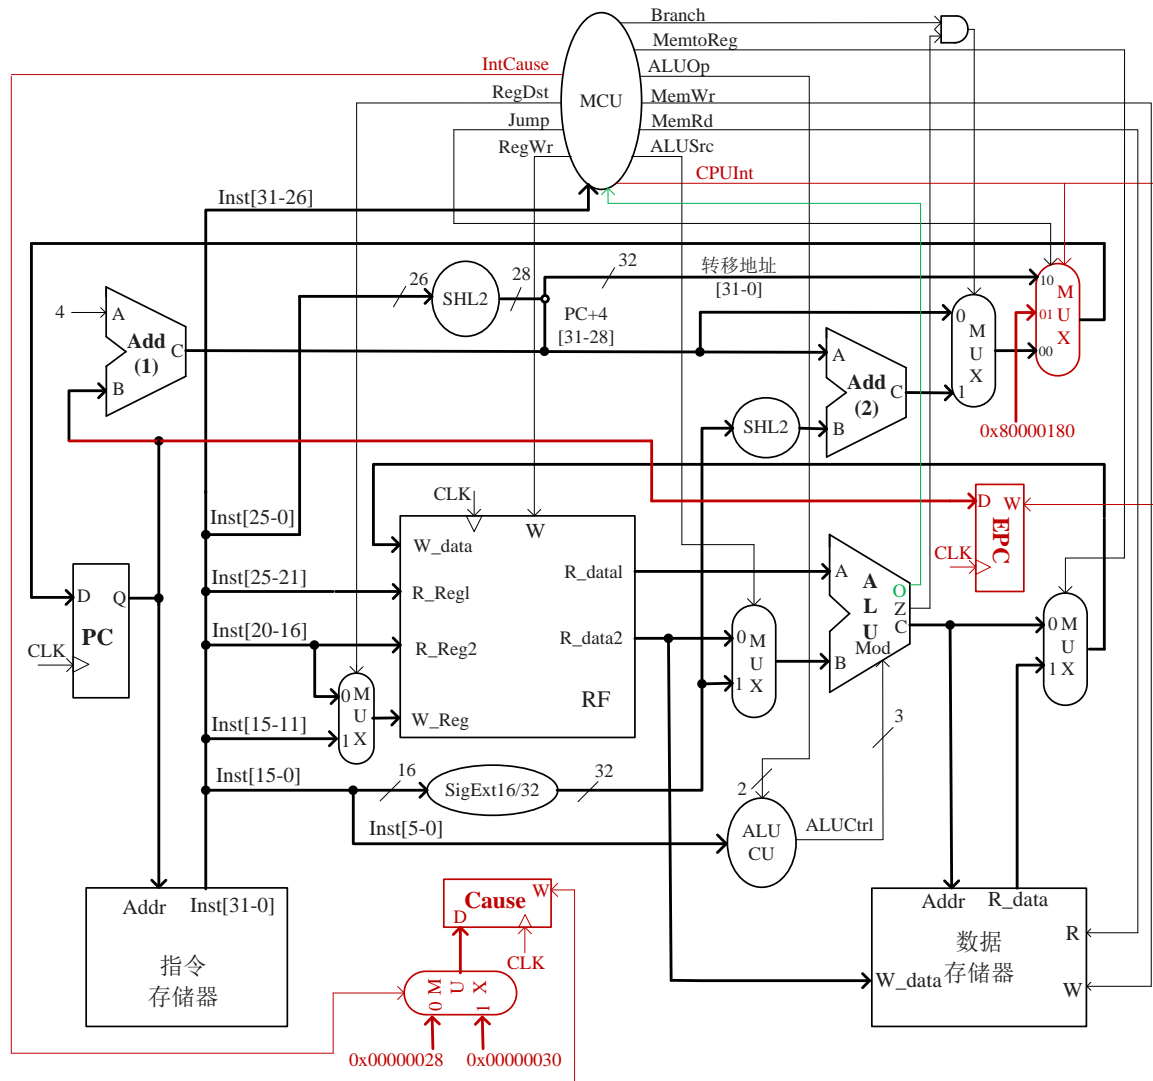 Branch
MemtoReg
IntCause
ALUOp
RegDst
MCU
MemWr
Jump
MemRd
RegWr
ALUSrc
CPUInt
Inst[31-26]
26
SHL2
28
32
转移地址
[31-0]
PC+4
[31-28]
10
01
00
M
U
X
4
A
Add
(1)
C
B
0
M
U
X
1
A
Add
(2)
C
B
SHL2
0x80000180
CLK
Inst[25-0]
W
W_data
D
W
EPC
CLK
Inst[25-21]
R_Regl
R_datal
A
A
L
U
O
Z
C
Mod
B
D
Q
PC
CLK
Inst[20-16]
R_Reg2
R_data2
RF
0
M
U
1
X
0
M
U
1
X
0
M
U
1
X
Inst[15-11]
W_Reg
3
Inst[15-0]
16
SigExt16/32
32
2
Inst[5-0]
ALU
CU
ALUCtrl
Addr
Inst[31-0]
指令
存储器
Cause
W
D
CLK
0
M
U
X
1
0x00000028
0x00000030
Addr
R_data
R
数据
存储器
W_data
W